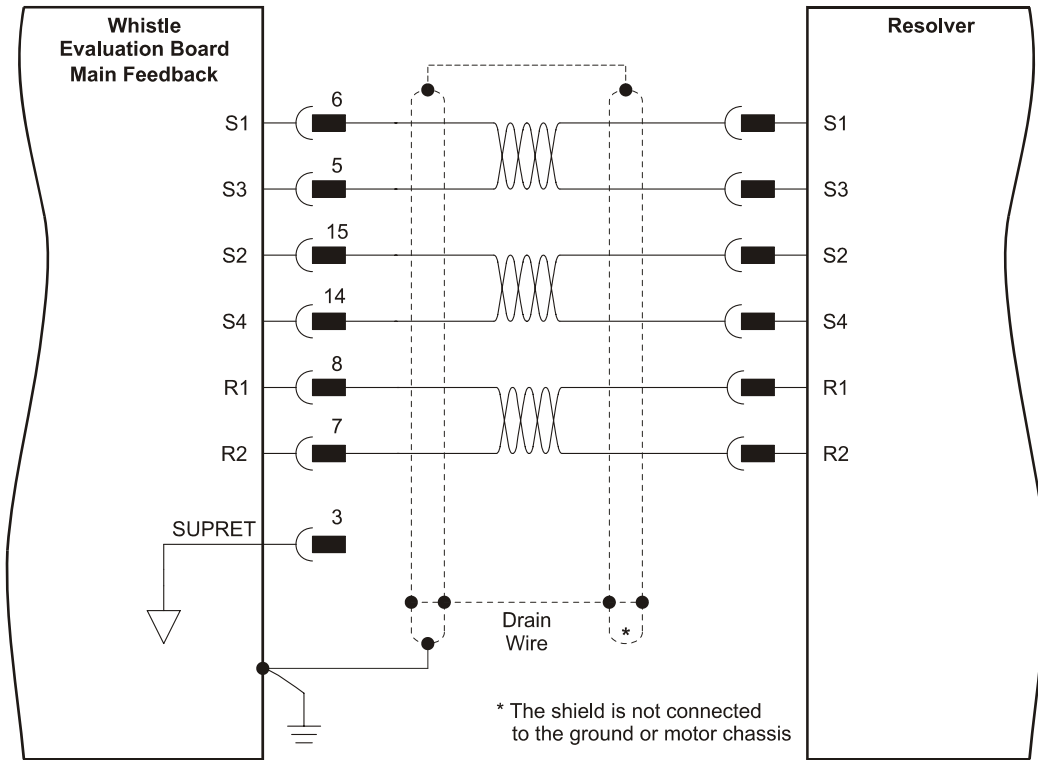 Whistle
Evaluation Board
Main Feedback
Resolver
6
S1
S1
5
S3
S3
15
S2
S2
14
S4
S4
8
R1
R1
7
R2
R2
3
SUPRET
Drain
Wire
*
* The shield is not connected
to the ground or motor chassis